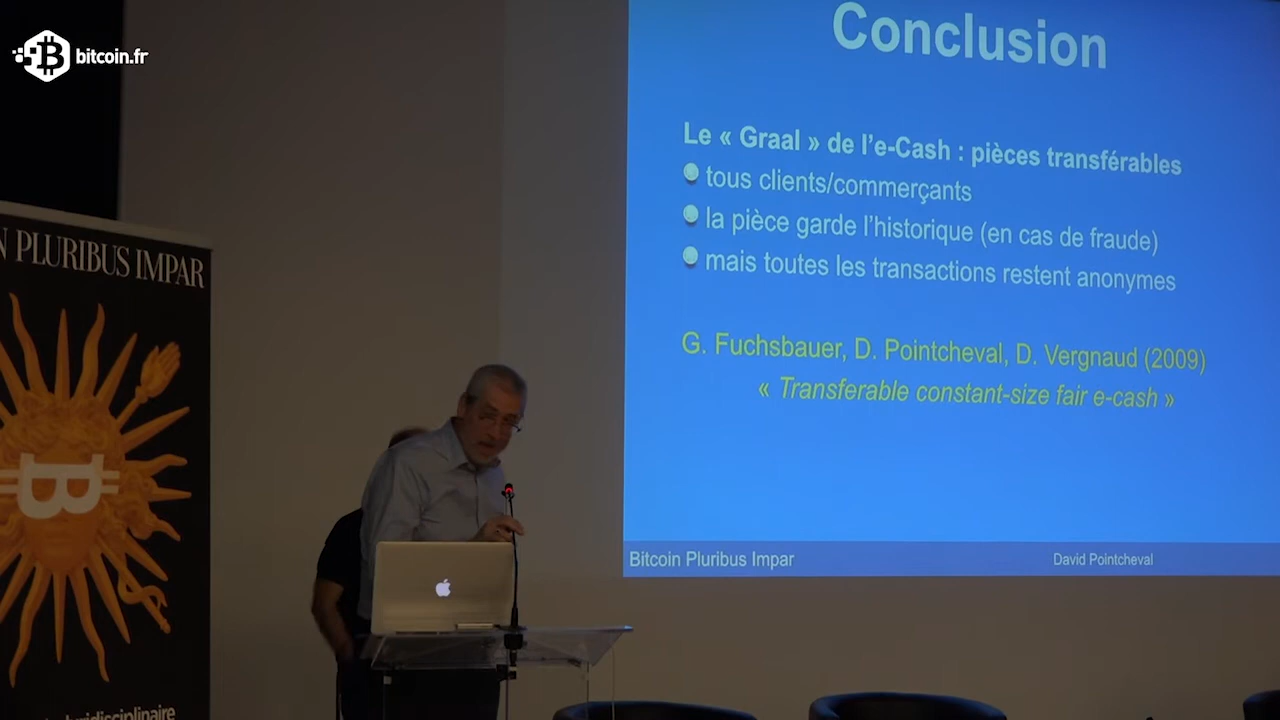 bitcoin.fr
N PLURIBUS IMPAR
Conclusion
Le « Graal » de l'e-Cash : pièces transférables
tous clients/commerçants
la pièce garde l'historique (en cas de fraude)
mais toutes les transactions restent anonymes
G. Fuchsbauer, D. Pointcheval, D. Vergnaud (2009)
« Transferable constant-size fair e-cash »
Bitcoin Pluribus Impar
David Pointcheval